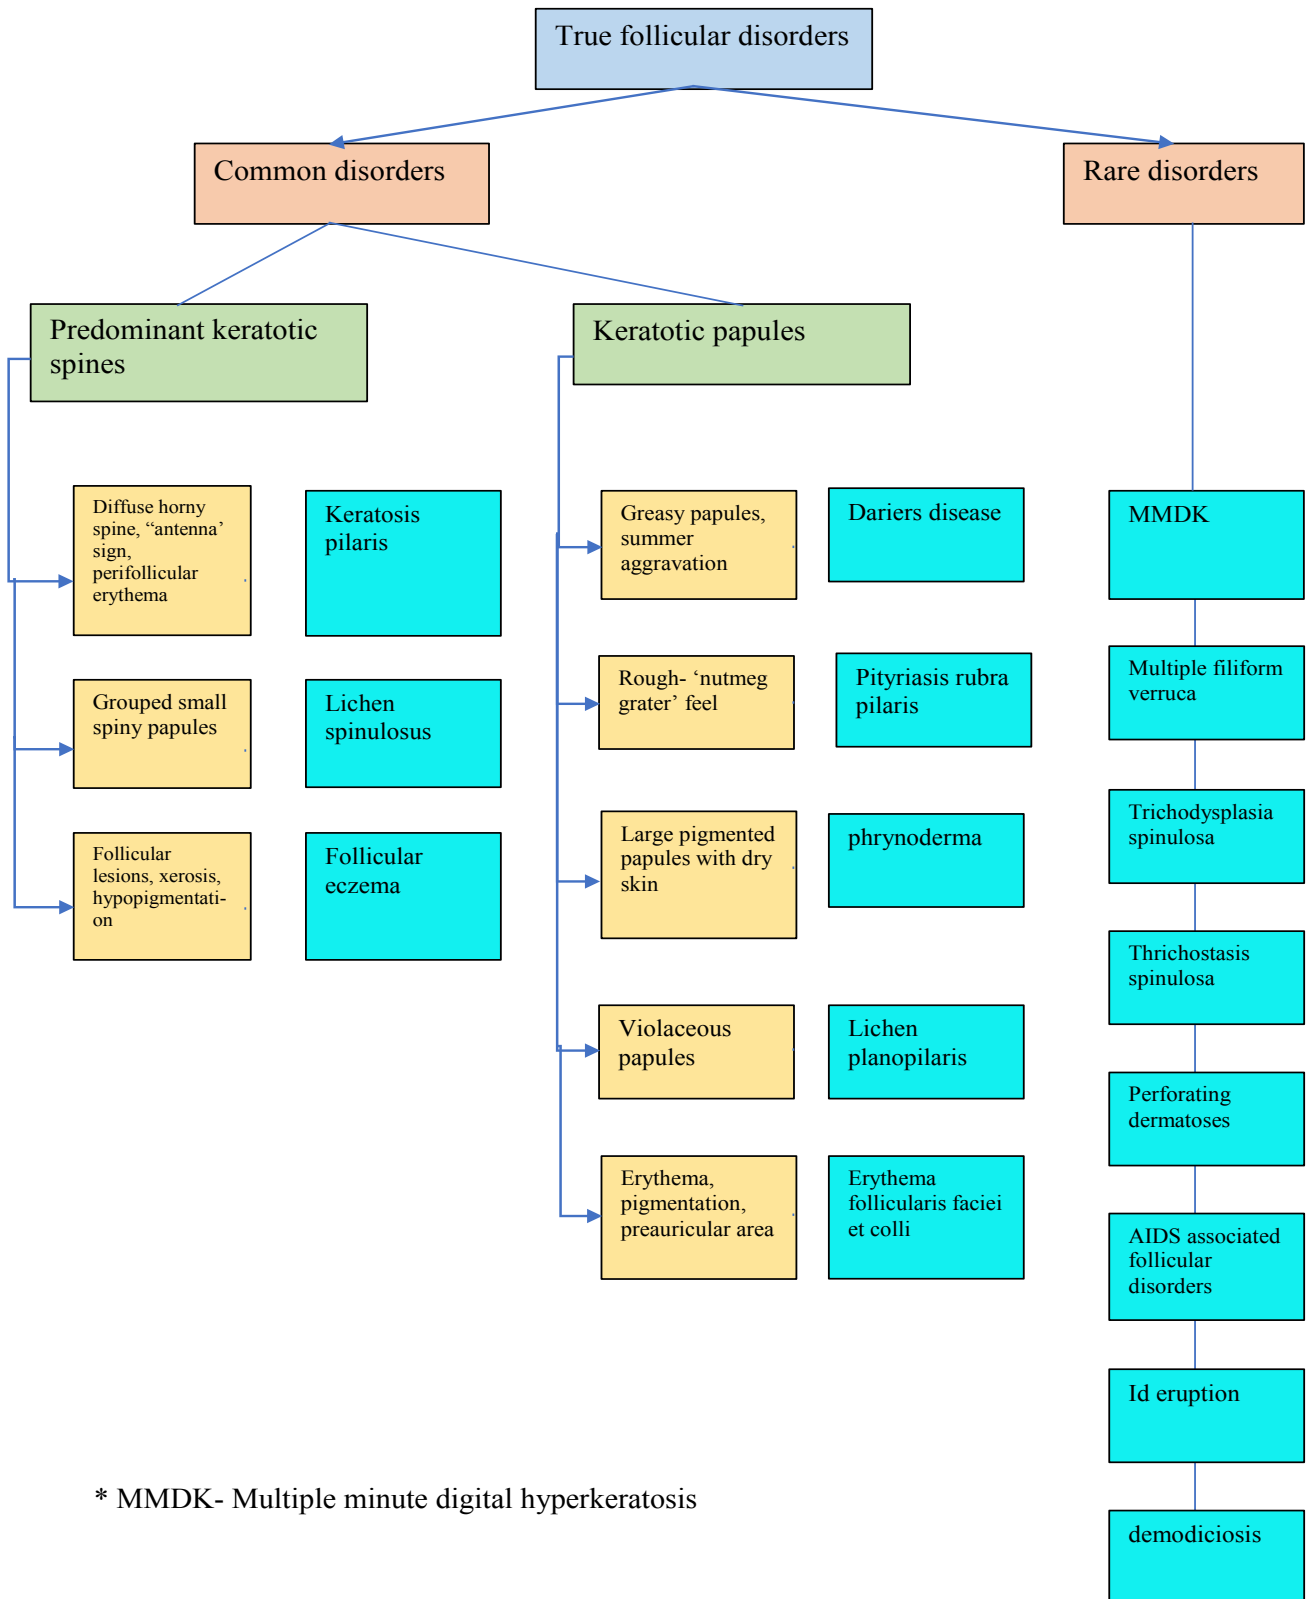 True follicular disorders
Common disorders
Rare disorders
Predominant keratotic
spines
Keratotic papules
Diffuse horny
spine, “antenna’
sign,
perifollicular
erythema
Keratosis
pilaris
Grouped small
spiny papules
Lichen
spinulosus
Follicular
lesions, xerosis,
hypopigmentati-
on
Follicular
eczema
Greasy papules,
summer
aggravation
Dariers disease
Rough- ‘nutmeg
grater’ feel
Pityriasis rubra
pilaris
Large pigmented
papules with dry
skin
phrynoderma
Violaceous
papules
Lichen
planopilaris
Erythema,
pigmentation,
preauricular area
Erythema
follicularis faciei
et colli
MMDK
Multiple filiform
verruca
Trichodysplasia
spinulosa
Thrichostasis
spinulosa
Perforating
dermatoses
AIDS associated
follicular
disorders
Id eruption
demodiciosis
* MMDK- Multiple minute digital hyperkeratosis